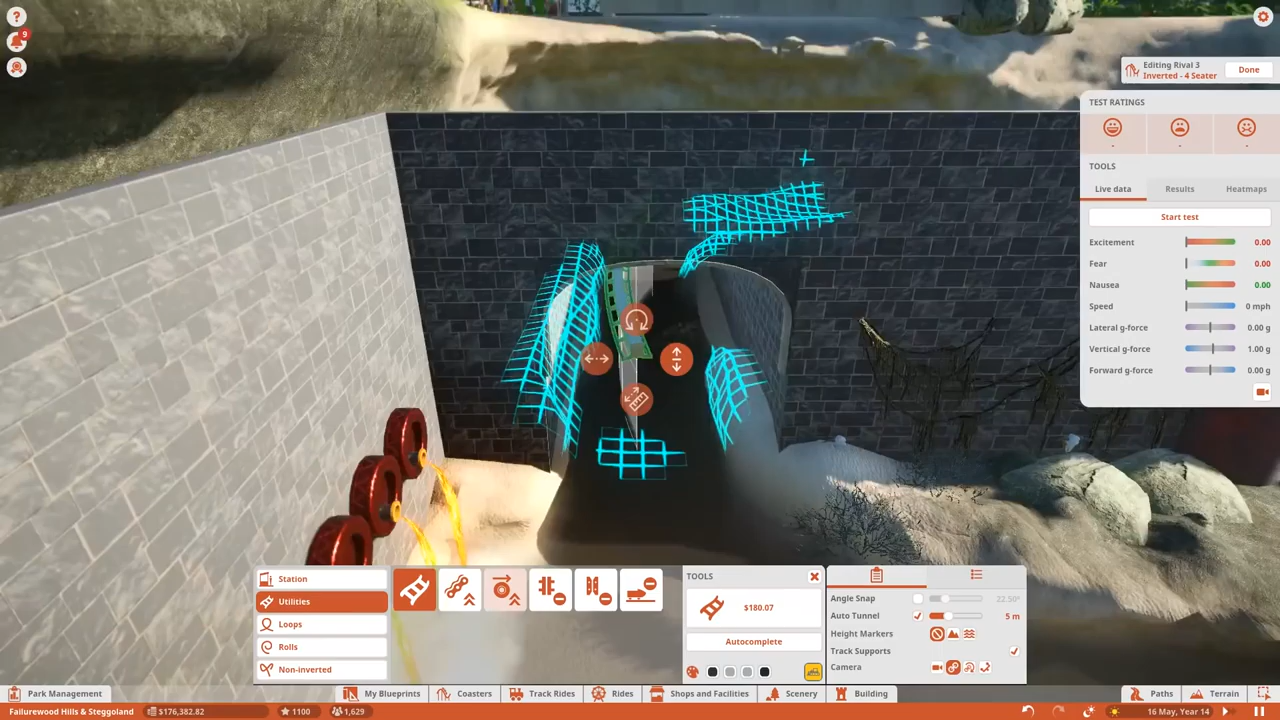 ?
9
Editing Rival 3
Inverted - 4 Seater
Done
TEST RATINGS
- - -
TOOLS
Live data Results Heatmaps
Start test
Excitement 0.00
Fear 0.00
Nausea 0.00
Speed 0 mph
Lateral g-force 0.00 g
Vertical g-force 1.00 g
Forward g-force 0.00 g
Station
Utilities
Loops
Rolls
Non-inverted
TOOLS
$180.07
Autocomplete
Angle Snap 22.50°
Auto Tunnel 5 m
Height Markers
Track Supports
Camera
Park Management My Blueprints Coasters Track Rides Rides Shops and Facilities Scenery Building Paths Terrain
Failurewood Hills & Steggoland $176,382.82 1100 1,629 16 May, Year 14